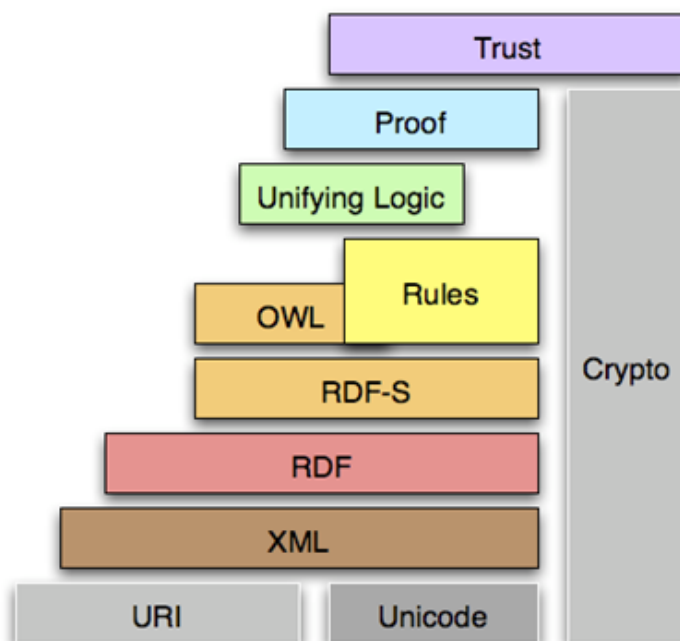 Trust
Proof
Unifying Logic
Rules
OWL
Crypto
RDF-S
RDF
XML
URI
Unicode